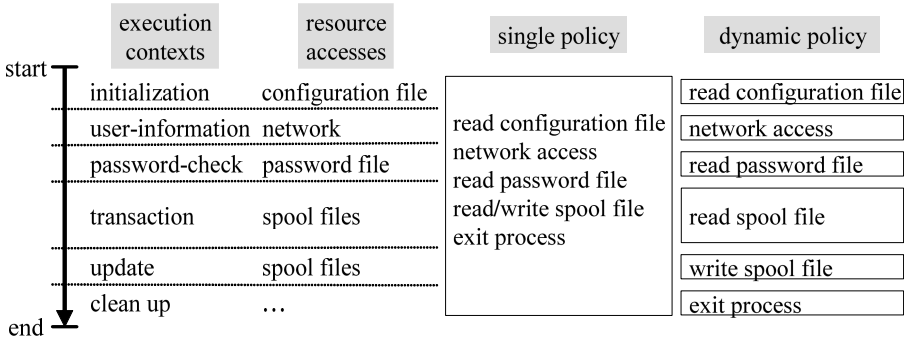 execution contexts
resource accesses
single policy
dynamic policy
start
initialization configuration file
user-information network
password-check password file
transaction spool files
update spool files
clean up …
end
read configuration file
network access
read password file
read/write spool file
exit process
read configuration file
network access
read password file
read spool file
write spool file
exit process